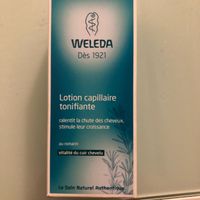 WELEDA
Dès 1921
Lotion capillaire
tonifiante
ralentit la chute des cheveux,
stimule leur croissance
au romarin
vitalité du cuir chevelu
Le Soin Naturel Authentique